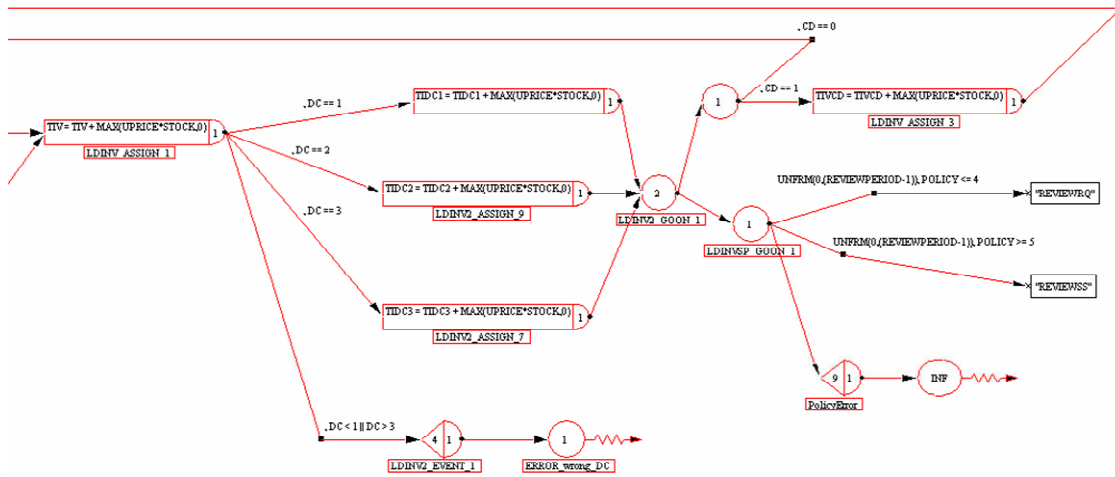 ,CD==0
,CD==1
1
TIVCD = TIVCD + MAX(UPRICE*STOCK,0) 1
LDINV_ASSIGN_3
,DC==1
TIDC1 = TIDC1 + MAX(UPRICE*STOCK,0) 1
TIV= TIV + MAX(UPRICE*STOCK,0) 1
LDINV_ASSIGN_1
,DC==2
TIDC2 = TIDC2 + MAX(UPRICE*STOCK,0) 1
LDINV2_ASSIGN_9
2
LDINV2_GOON_1
UNFRM(0,(REVIEWPERIOD-1)),POLICY <= 4
"REVIEWRQ"
,DC==3
1
LDINVSP_GOON_1
UNFRM(0,(REVIEWPERIOD-1)),POLICY >= 5
"REVIEWSS"
TIDC3 = TIDC3 + MAX(UPRICE*STOCK,0) 1
LDINV2_ASSIGN_7
9 1
PolicyError
INF
,DC < 1||DC > 3
4 1
LDINV2_EVENT_1
1
ERROR_wrong_DC